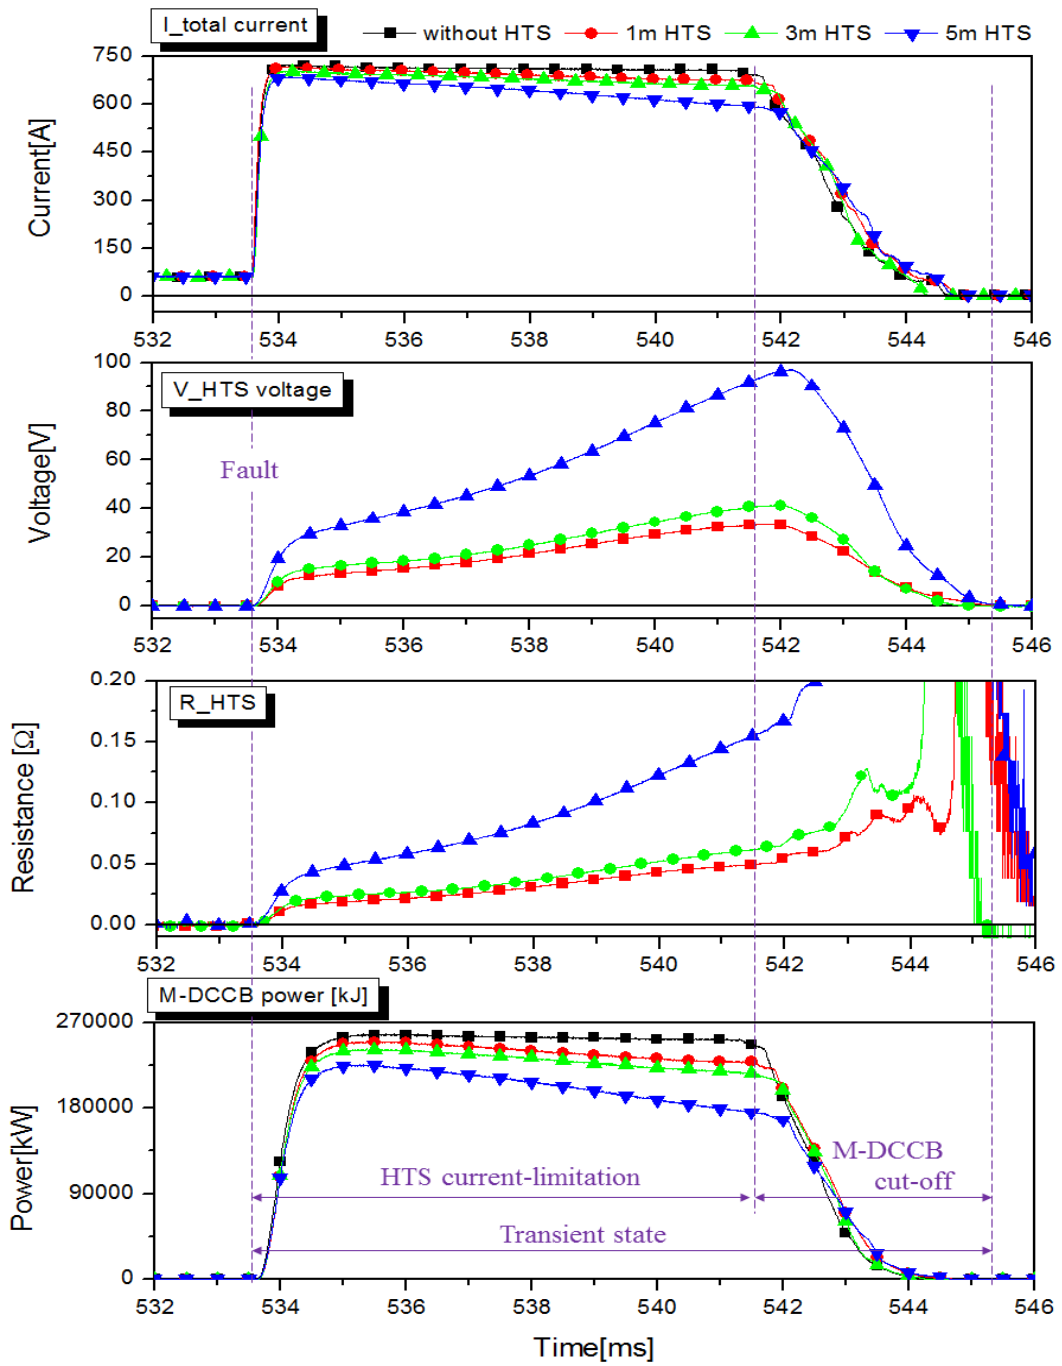 I_total current
without HTS 1m HTS 3m HTS 5m HTS
Current[A]
750
600
450
300
150
0
532 534 536 538 540 542 544 546
V_HTS voltage
Voltage[V]
100
80
60
40
20
0
Fault
532 534 536 538 540 542 544 546
R_HTS
Resistance [Ω]
0.20
0.15
0.10
0.05
0.00
532 534 536 538 540 542 544 546
M-DCCB power [kJ]
Power[kW]
270000
180000
90000
0
HTS current-limitation
M-DCCB
cut-off
Transient state
532 534 536 538 540 542 544 546
Time[ms]